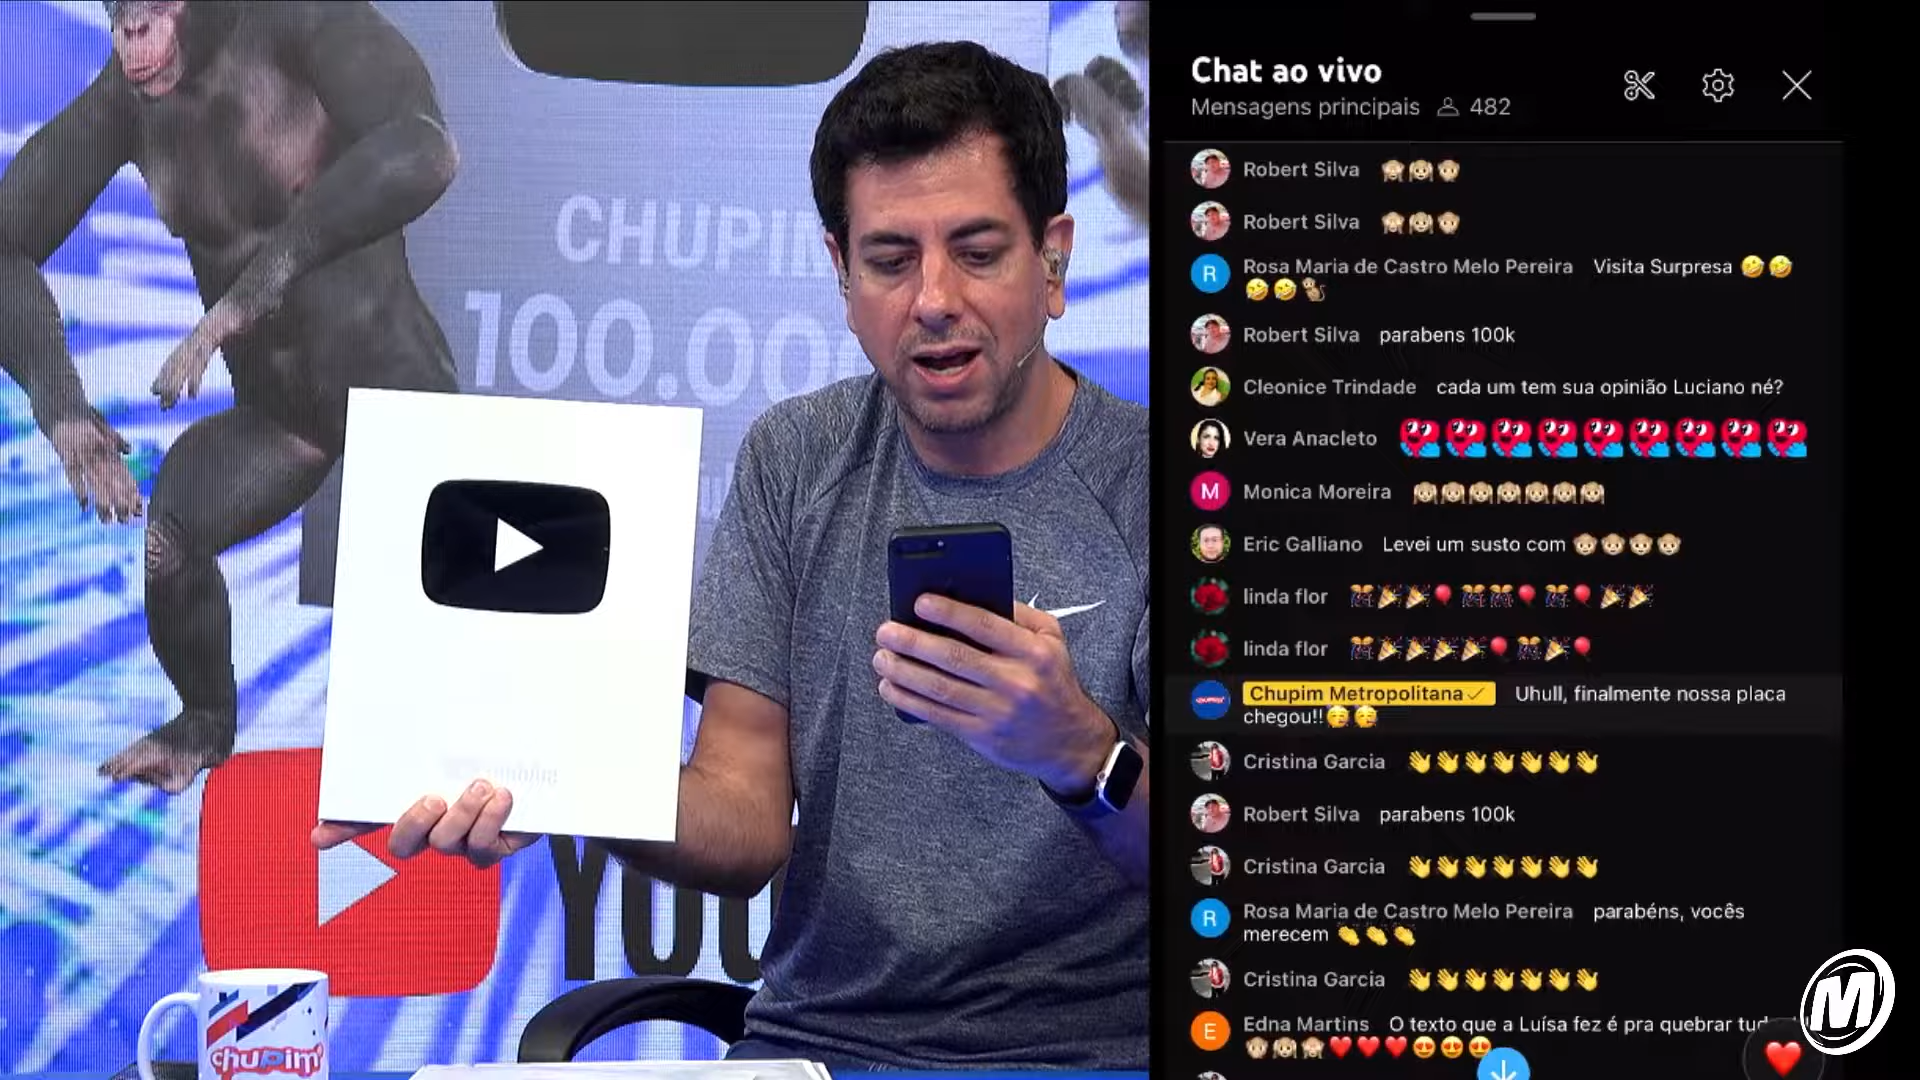 CHUPIM
100.000
YOU
chupim
Chat ao vivo
Mensagens principais 482
Robert Silva 🙈🙉🙊
Robert Silva 🙈🙉🙊
Rosa Maria de Castro Melo Pereira Visita Surpresa 🤣🤣
🤣🤣🐒
Robert Silva parabens 100k
Cleonice Trindade cada um tem sua opinião Luciano né?
Vera Anacleto
Monica Moreira 🙉🙉🙉🙉🙉🙉🙉
Eric Galliano Levei um susto com 🐵🐵🐵🐵
linda flor 🎊🎉🎉🎈🎊🎊🎈🎊🎈🎉🎉
linda flor 🎊🎉🎉🎉🎉🎈🎊🎉🎈
Chupim Metropolitana Uhull, finalmente nossa placa
chegou!!🥳🥳
Cristina Garcia 👏👏👏👏👏👏👏
Robert Silva parabens 100k
Cristina Garcia 👏👏👏👏👏👏👏
R Rosa Maria de Castro Melo Pereira parabéns, vocês
merecem 👏👏👏
Cristina Garcia 👏👏👏👏👏👏👏
E Edna Martins O texto que a Luísa fez é pra quebrar tud
🙉🙉🙈❤️❤️❤️😍😍😍
M